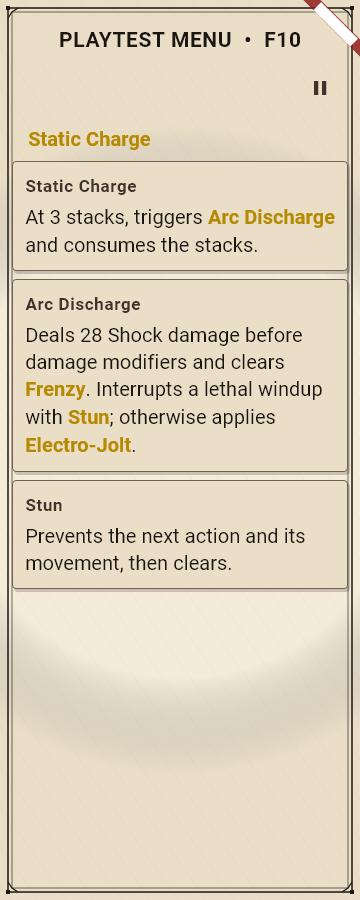 PLAYTEST MENU • F10
Static Charge
Static Charge
At 3 stacks, triggers Arc Discharge
and consumes the stacks.
Arc Discharge
Deals 28 Shock damage before
damage modifiers and clears
Frenzy. Interrupts a lethal windup
with Stun; otherwise applies
Electro-Jolt.
Stun
Prevents the next action and its
movement, then clears.